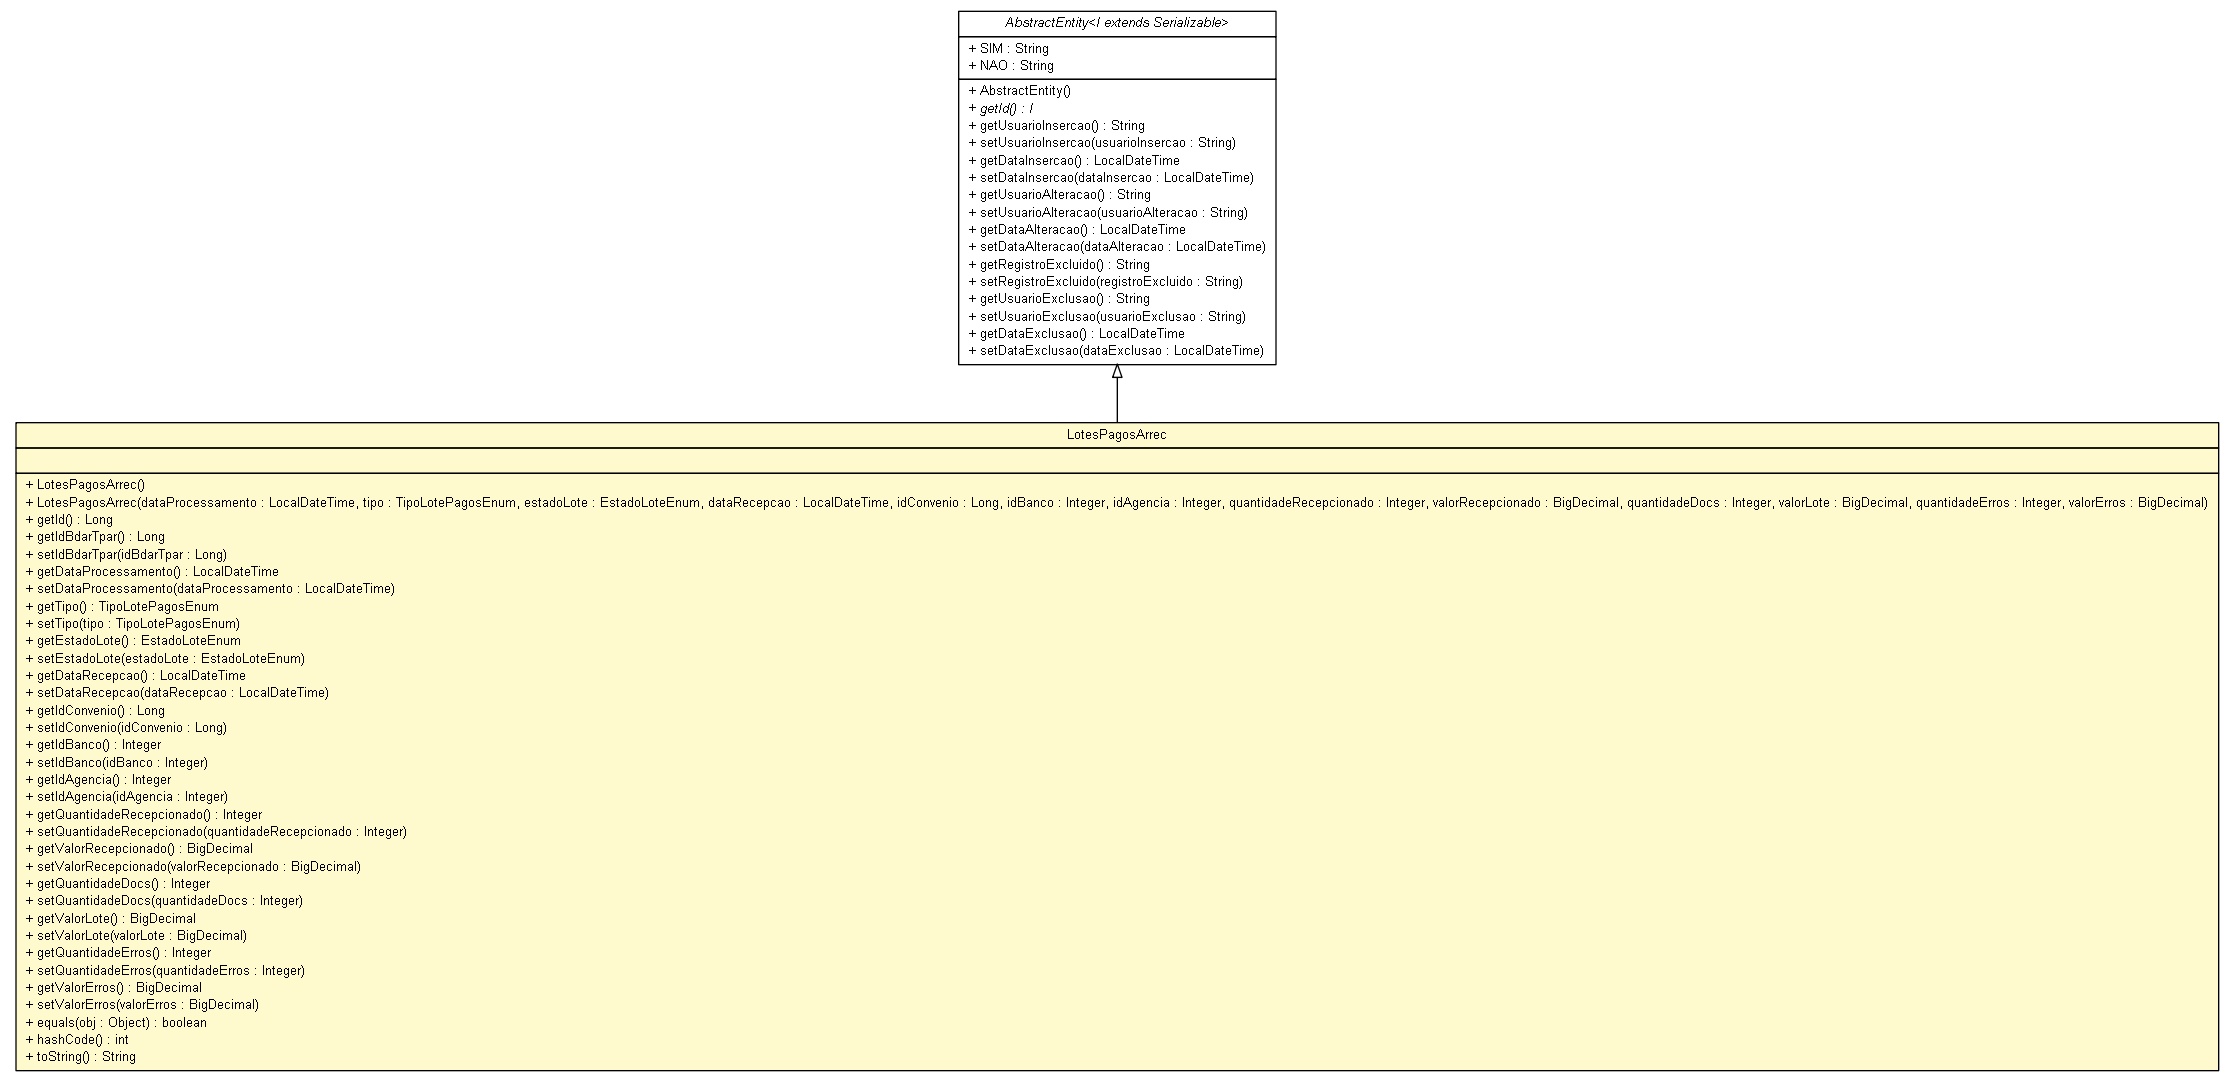 AbstractEntity<I extends Serializable>
+ SIM : String
+ NAO : String
+ AbstractEntity()
+ getId() : I
+ getUsuarioInsercao() : String
+ setUsuarioInsercao(usuarioInsercao : String)
+ getDataInsercao() : LocalDateTime
+ setDataInsercao(dataInsercao : LocalDateTime)
+ getUsuarioAlteracao() : String
+ setUsuarioAlteracao(usuarioAlteracao : String)
+ getDataAlteracao() : LocalDateTime
+ setDataAlteracao(dataAlteracao : LocalDateTime)
+ getRegistroExcluido() : String
+ setRegistroExcluido(registroExcluido : String)
+ getUsuarioExclusao() : String
+ setUsuarioExclusao(usuarioExclusao : String)
+ getDataExclusao() : LocalDateTime
+ setDataExclusao(dataExclusao : LocalDateTime)
LotesPagosArrec
+ LotesPagosArrec()
+ LotesPagosArrec(dataProcessamento : LocalDateTime, tipo : TipoLotePagosEnum, estadoLote : EstadoLoteEnum, dataRecepcao : LocalDateTime, idConvenio : Long, idBanco : Integer, idAgencia : Integer, quantidadeRecepcionado : Integer, valorRecepcionado : BigDecimal, quantidadeDocs : Integer, valorLote : BigDecimal, quantidadeErros : Integer, valorErros : BigDecimal)
+ getId() : Long
+ getIdBdarTpar() : Long
+ setIdBdarTpar(idBdarTpar : Long)
+ getDataProcessamento() : LocalDateTime
+ setDataProcessamento(dataProcessamento : LocalDateTime)
+ getTipo() : TipoLotePagosEnum
+ setTipo(tipo : TipoLotePagosEnum)
+ getEstadoLote() : EstadoLoteEnum
+ setEstadoLote(estadoLote : EstadoLoteEnum)
+ getDataRecepcao() : LocalDateTime
+ setDataRecepcao(dataRecepcao : LocalDateTime)
+ getIdConvenio() : Long
+ setIdConvenio(idConvenio : Long)
+ getIdBanco() : Integer
+ setIdBanco(idBanco : Integer)
+ getIdAgencia() : Integer
+ setIdAgencia(idAgencia : Integer)
+ getQuantidadeRecepcionado() : Integer
+ setQuantidadeRecepcionado(quantidadeRecepcionado : Integer)
+ getValorRecepcionado() : BigDecimal
+ setValorRecepcionado(valorRecepcionado : BigDecimal)
+ getQuantidadeDocs() : Integer
+ setQuantidadeDocs(quantidadeDocs : Integer)
+ getValorLote() : BigDecimal
+ setValorLote(valorLote : BigDecimal)
+ getQuantidadeErros() : Integer
+ setQuantidadeErros(quantidadeErros : Integer)
+ getValorErros() : BigDecimal
+ setValorErros(valorErros : BigDecimal)
+ equals(obj : Object) : boolean
+ hashCode() : int
+ toString() : String